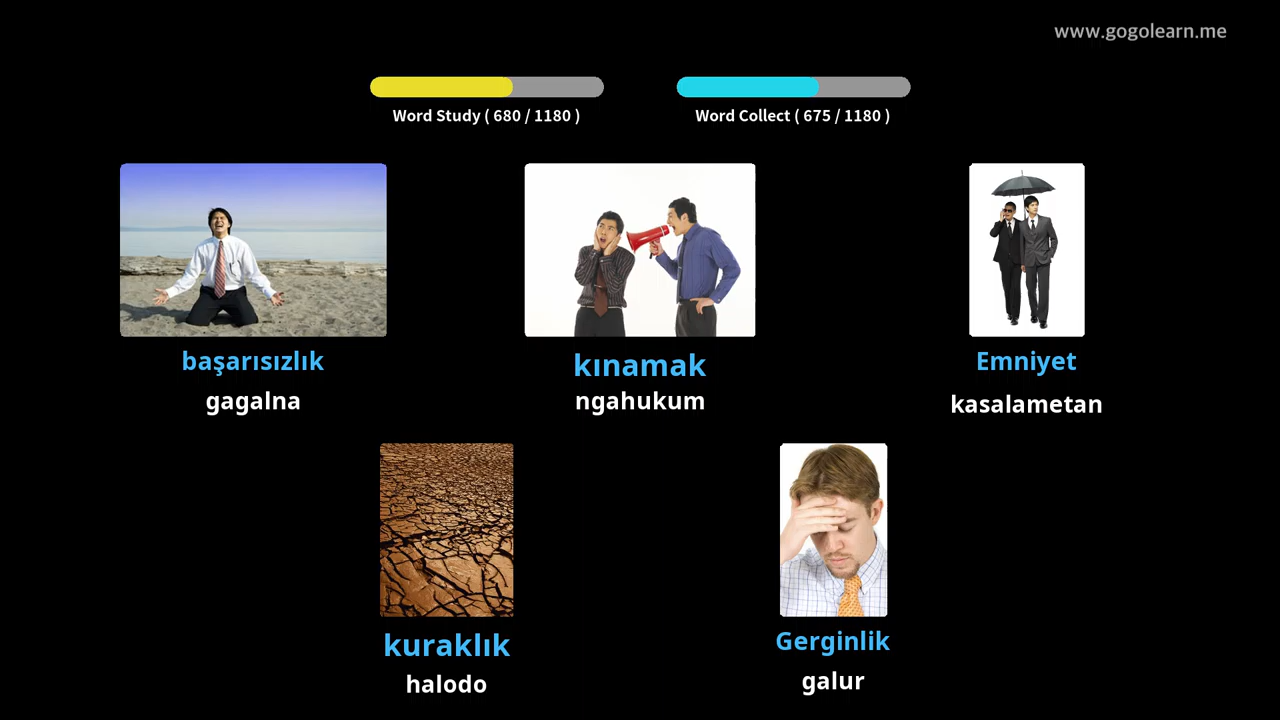 www.gogolearn.me
Word Study ( 680 / 1180 )
Word Collect ( 675 / 1180 )
başarısızlık
gagalna
kınamak
ngahukum
Emniyet
kasalametan
kuraklık
halodo
Gerginlik
galur